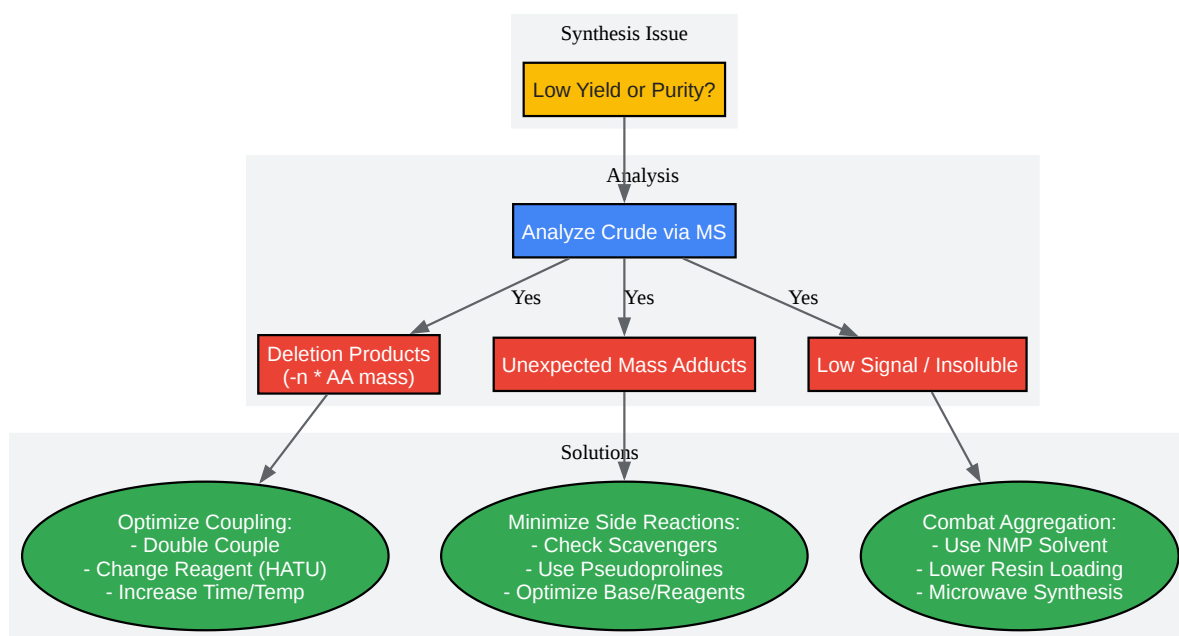 Synthesis Issue
Low Yield or Purity?
Analysis
Analyze Crude via MS
Yes
Yes
Yes
Deletion Products
(-n * AA mass)
Unexpected Mass Adducts
Low Signal / Insoluble
Solutions
Optimize Coupling:
- Double Couple
- Change Reagent (HATU)
- Increase Time/Temp
Minimize Side Reactions:
- Check Scavengers
- Use Pseudoprolines
- Optimize Base/Reagents
Combat Aggregation:
- Use NMP Solvent
- Lower Resin Loading
- Microwave Synthesis